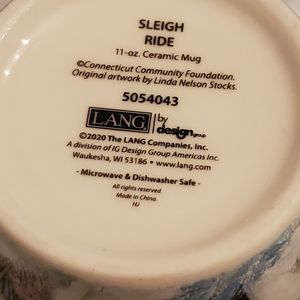 SLEIGH
RIDE
11-oz. Ceramic Mug
©Connecticut Community Foundation.
Original artwork by Linda Nelson Stocks.
5054043
LANG by designgroup
©2020 The LANG Companies, Inc.
A division of IG Design Group Americas Inc.
Waukesha, WI 53186 • www.lang.com
- Microwave & Dishwasher Safe -
All rights reserved
Made in China.
HJ